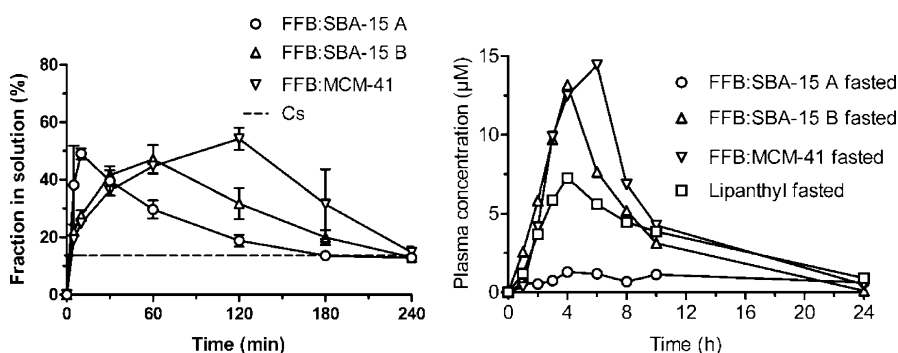 FFB:SBA-15 A
FFB:SBA-15 B
FFB:MCM-41
Cs
Fraction in solution (%)
80
60
40
20
0
0 60 120 180 240
Time (min)
Plasma concentration (µM)
15
10
5
0
0 4 8 12 16 20 24
Time (h)
FFB:SBA-15 A fasted
FFB:SBA-15 B fasted
FFB:MCM-41 fasted
Lipanthyl fasted